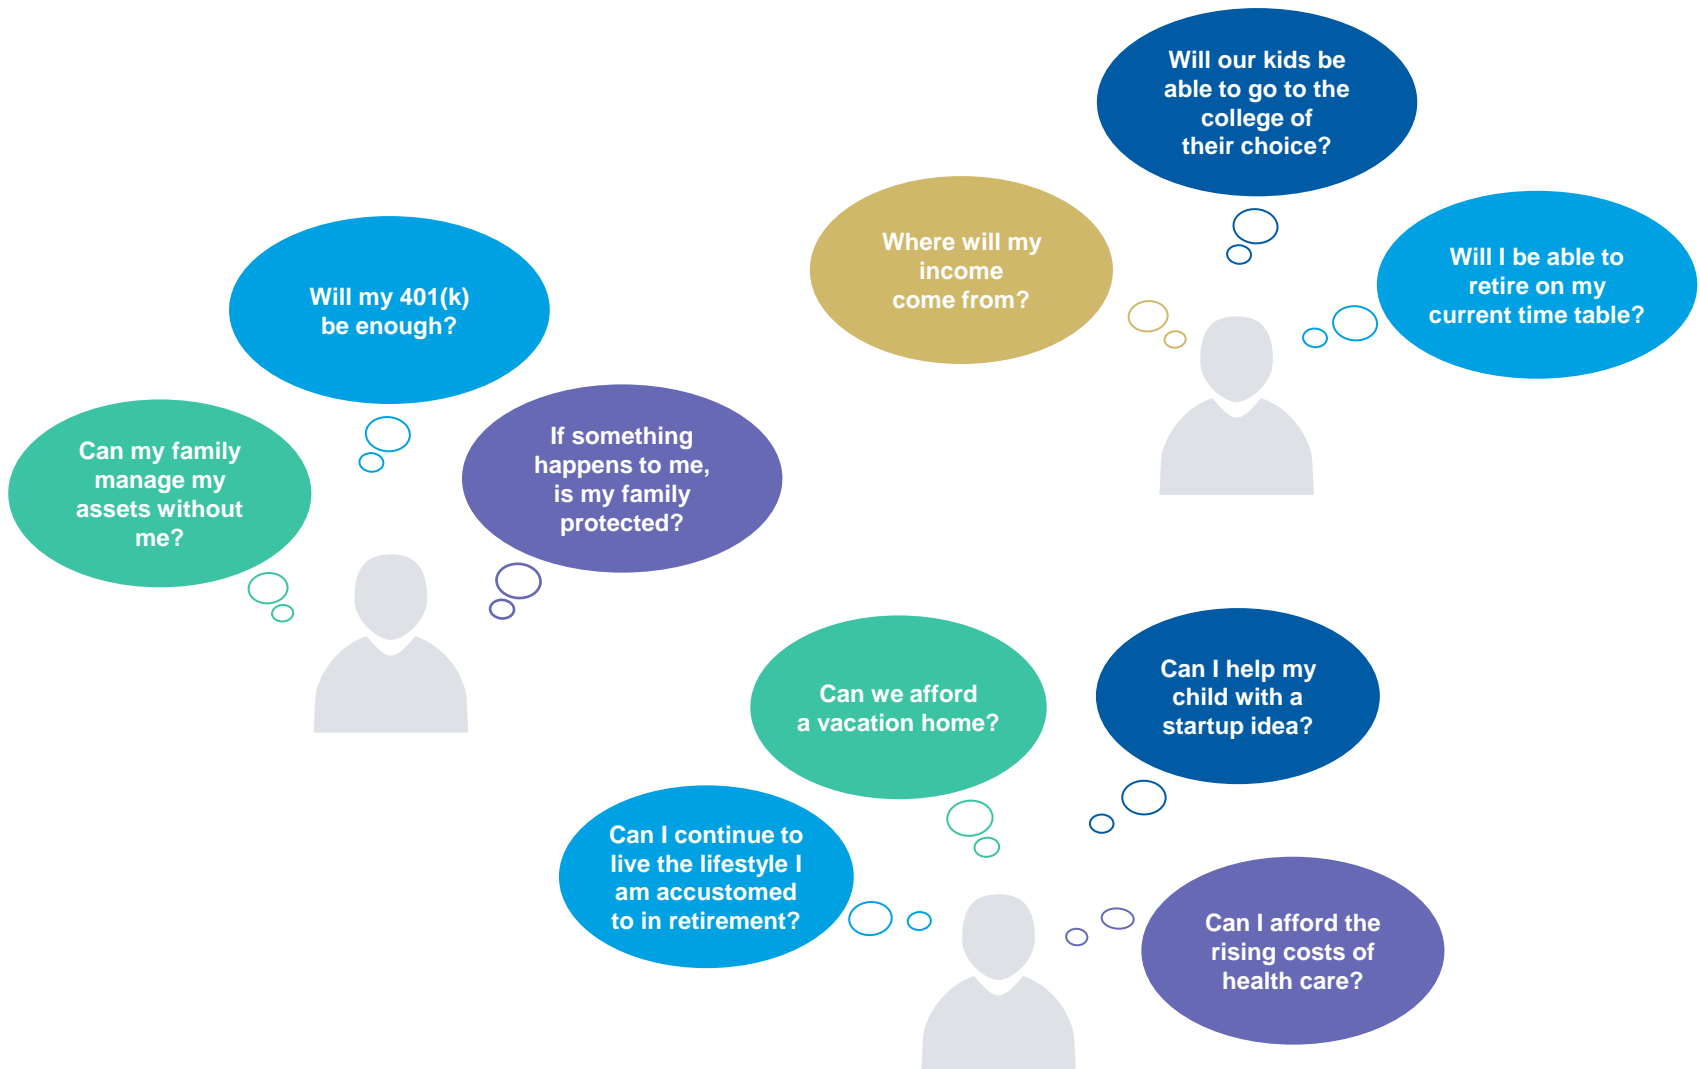 Will our kids be
able to go to the
college of
their choice?
Where will my
income
come from?
Will I be able to
retire on my
current time table?
Will my 401(k)
be enough?
Can my family
manage my
assets without
me?
If something
happens to me,
is my family
protected?
Can we afford
a vacation home?
Can I help my
child with a
startup idea?
Can I continue to
live the lifestyle I
am accustomed
to in retirement?
Can I afford the
rising costs of
health care?